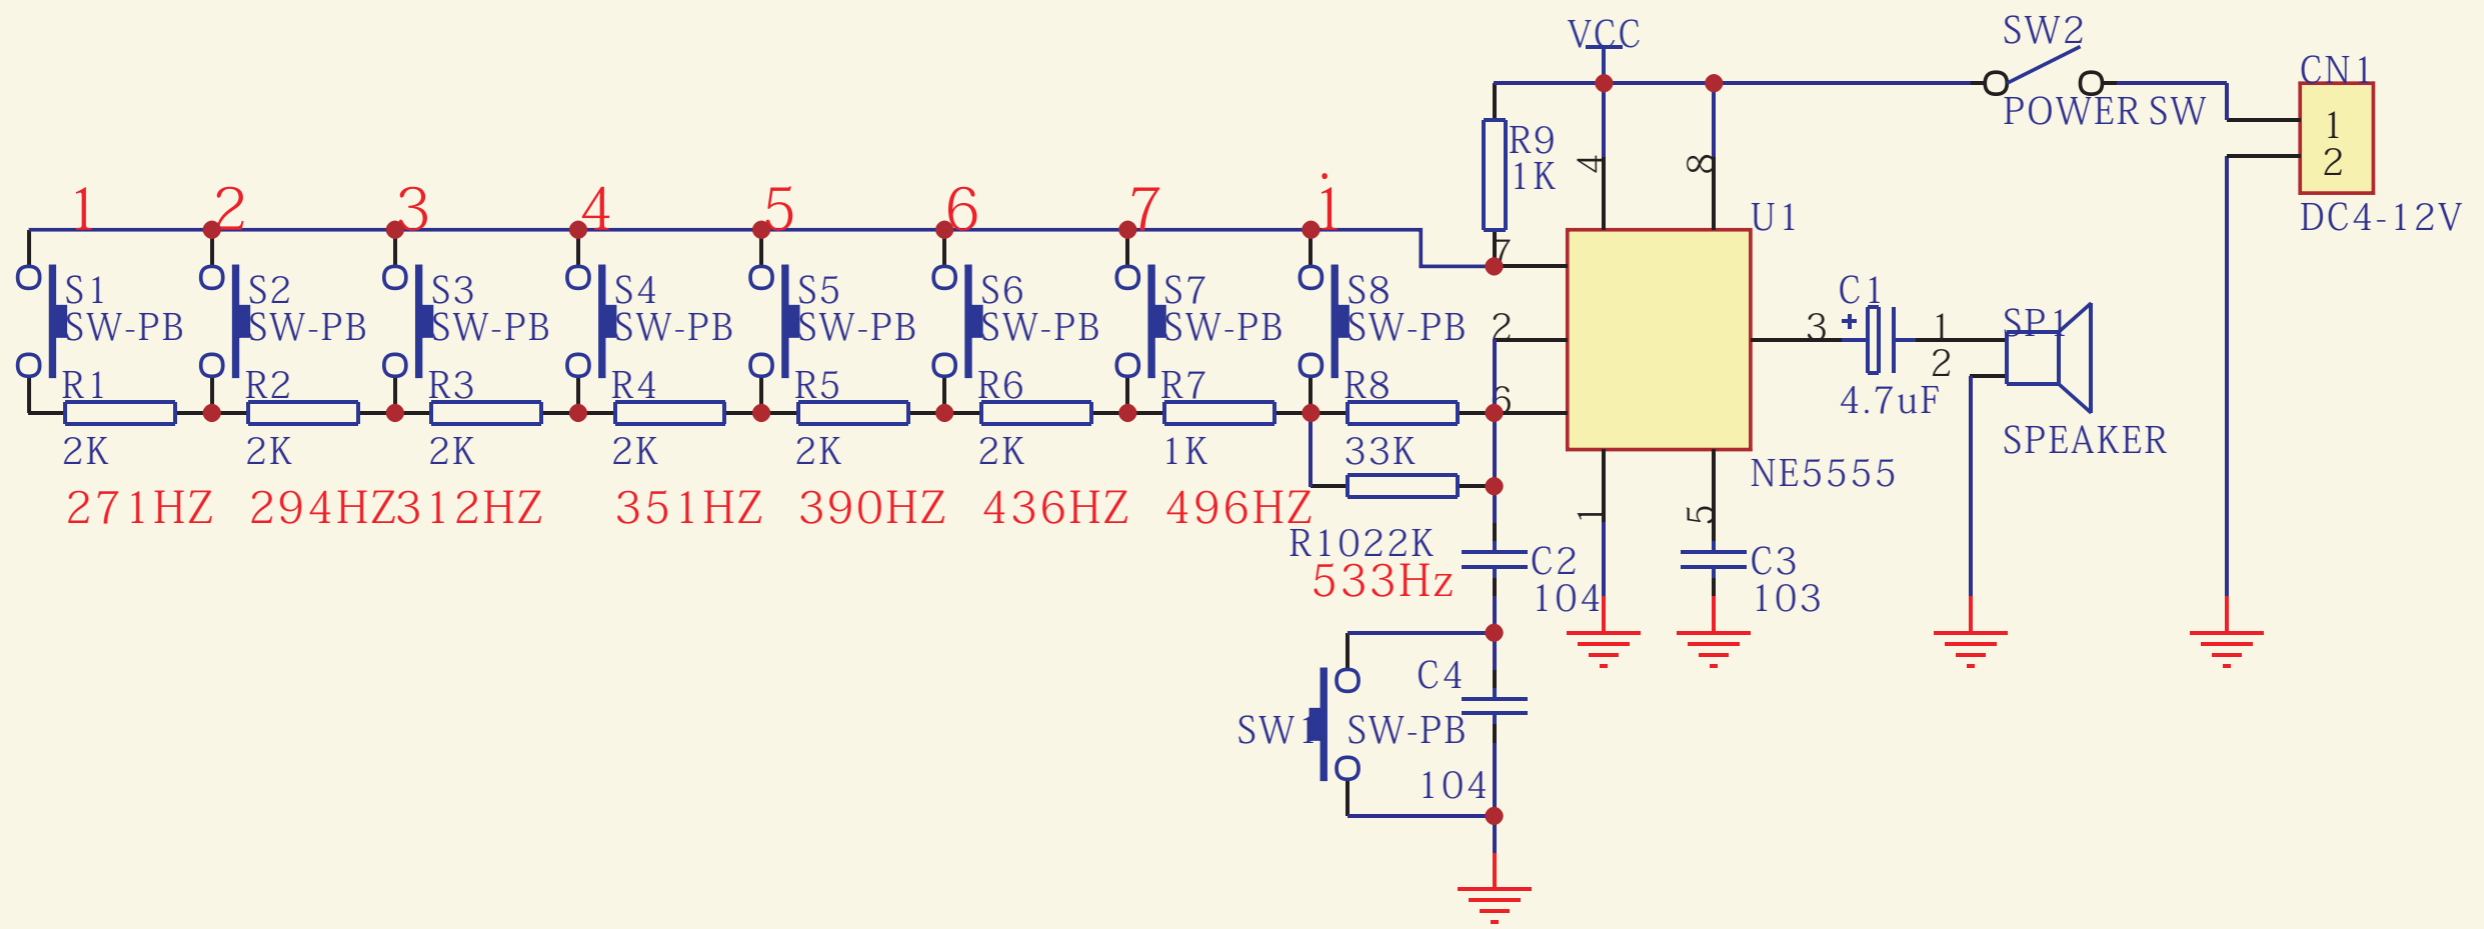 VCC
SW2
POWER SW
CN1
1
2
DC4-12V
R9
1K
4
8
U1
7
2
6
3
1
5
NE5555
1
2
3
4
5
6
7
i
S1
SW-PB
S2
SW-PB
S3
SW-PB
S4
SW-PB
S5
SW-PB
S6
SW-PB
S7
SW-PB
S8
SW-PB
R1
2K
R2
2K
R3
2K
R4
2K
R5
2K
R6
2K
R7
1K
R8
33K
271HZ
294HZ
312HZ
351HZ
390HZ
436HZ
496HZ
R10 22K
533Hz
C1
+
4.7uF
1
2
SP1
SPEAKER
C2
104
C3
103
C4
104
SW1
SW-PB